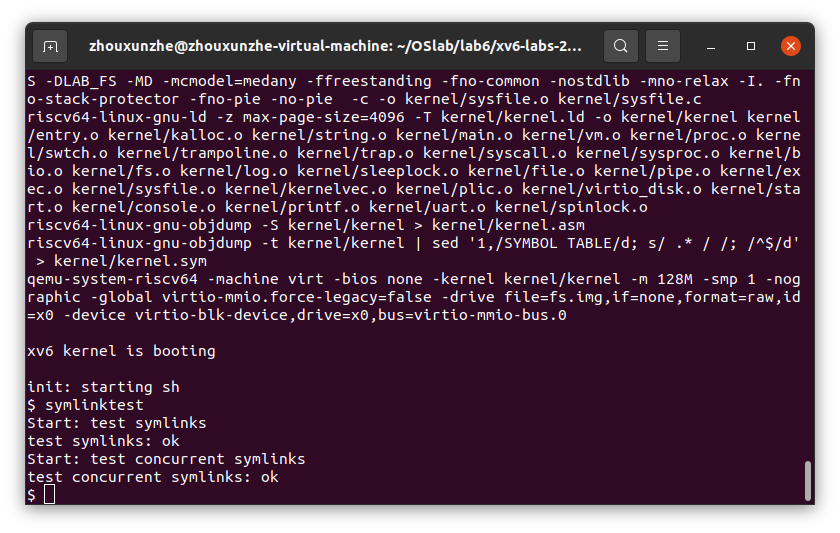 zhouxunzhe@zhouxunzhe-virtual-machine: ~/OSlab/lab6/xv6-labs-2...
S -DLAB_FS -MD -mcmodel=medany -ffreestanding -fno-common -nostdlib -mno-relax -I. -fn
o-stack-protector -fno-pie -no-pie  -c -o kernel/sysfile.o kernel/sysfile.c
riscv64-linux-gnu-ld -z max-page-size=4096 -T kernel/kernel.ld -o kernel/kernel kernel
/entry.o kernel/kalloc.o kernel/string.o kernel/main.o kernel/vm.o kernel/proc.o kerne
l/swtch.o kernel/trampoline.o kernel/trap.o kernel/syscall.o kernel/sysproc.o kernel/b
io.o kernel/fs.o kernel/log.o kernel/sleeplock.o kernel/file.o kernel/pipe.o kernel/ex
ec.o kernel/sysfile.o kernel/kernelvec.o kernel/plic.o kernel/virtio_disk.o kernel/sta
rt.o kernel/console.o kernel/printf.o kernel/uart.o kernel/spinlock.o
riscv64-linux-gnu-objdump -S kernel/kernel > kernel/kernel.asm
riscv64-linux-gnu-objdump -t kernel/kernel | sed '1,/SYMBOL TABLE/d; s/ .* / /; /^$/d'
 > kernel/kernel.sym
qemu-system-riscv64 -machine virt -bios none -kernel kernel/kernel -m 128M -smp 1 -nog
raphic -global virtio-mmio.force-legacy=false -drive file=fs.img,if=none,format=raw,id
=x0 -device virtio-blk-device,drive=x0,bus=virtio-mmio-bus.0
xv6 kernel is booting
init: starting sh
$ symlinktest
Start: test symlinks
test symlinks: ok
Start: test concurrent symlinks
test concurrent symlinks: ok
$